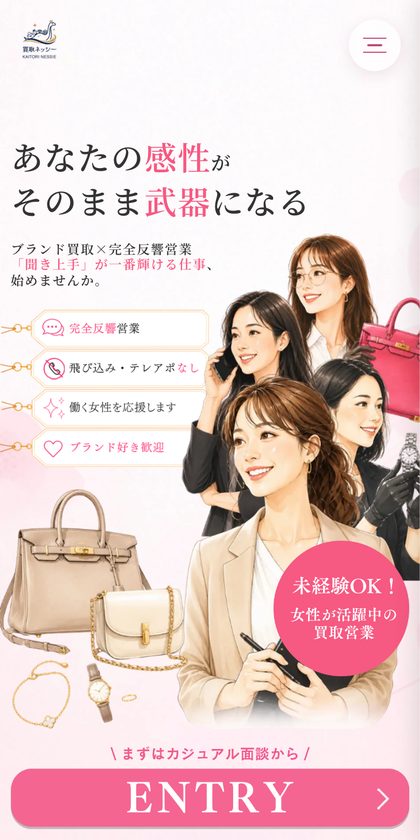 買取ネッシー
KAITORI NESSIE
あなたの感性が
そのまま武器になる
ブランド買取×完全反響営業
「聞き上手」が一番輝ける仕事、
始めませんか。
完全反響営業
飛び込み・テレアポなし
働く女性を応援します
ブランド好き歓迎
未経験OK！
女性が活躍中の
買取営業
\ まずはカジュアル面談から /
ENTRY